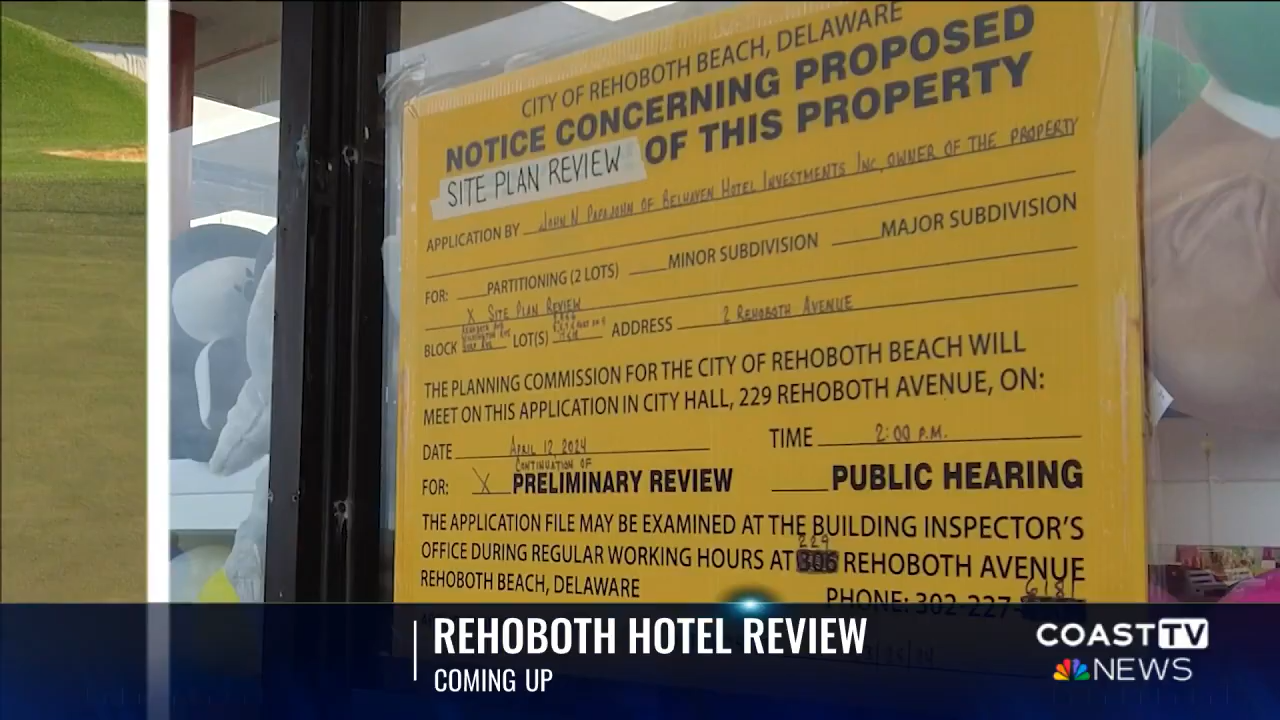 CITY OF REHOBOTH BEACH, DELAWARE
NOTICE CONCERNING PROPOSED
SITE PLAN REVIEW OF THIS PROPERTY
APPLICATION BY JOHN N PAPAJOHN OF BELHAVEN HOTEL INVESTMENTS INC, OWNER OF THE PROPERTY
FOR: PARTITIONING (2 LOTS) MINOR SUBDIVISION MAJOR SUBDIVISION
X SITE PLAN REVIEW
BLOCK LOT(S) ADDRESS 2 REHOBOTH AVENUE
THE PLANNING COMMISSION FOR THE CITY OF REHOBOTH BEACH WILL
MEET ON THIS APPLICATION IN CITY HALL, 229 REHOBOTH AVENUE, ON:
DATE APRIL 12, 2024 TIME 2:00 P.M.
CONTINUATION OF
FOR: X PRELIMINARY REVIEW PUBLIC HEARING
THE APPLICATION FILE MAY BE EXAMINED AT THE BUILDING INSPECTOR'S
229
OFFICE DURING REGULAR WORKING HOURS AT 306 REHOBOTH AVENUE
REHOBOTH BEACH, DELAWARE PHONE: 302-227-6181
REHOBOTH HOTEL REVIEW
COMING UP
COAST TV
NEWS